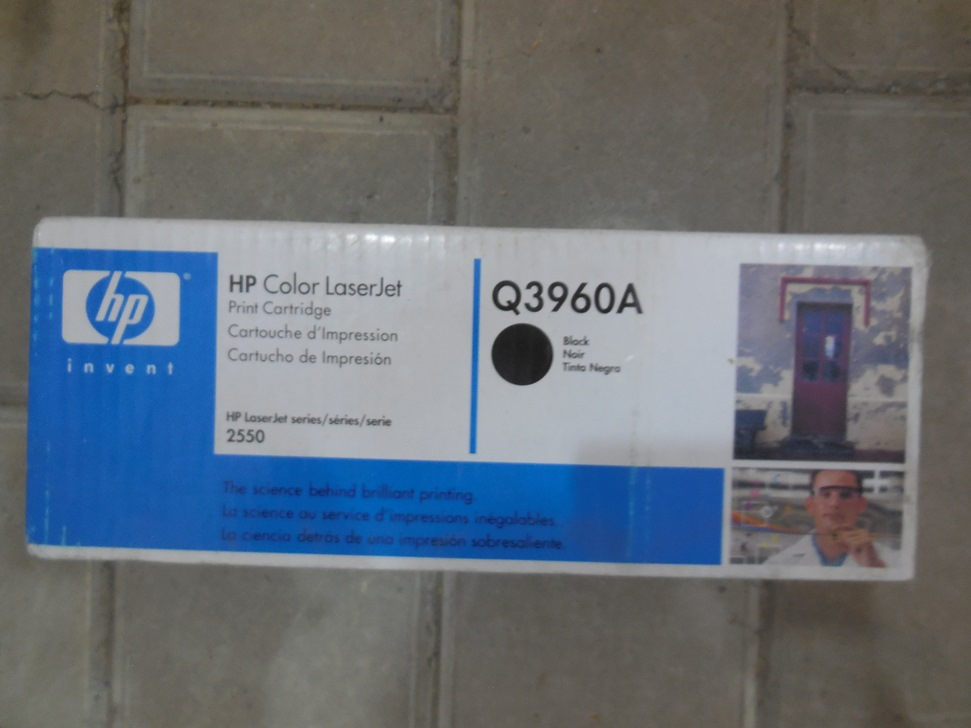 hp
®
invent
HP Color LaserJet
Print Cartridge
Cartouche d'Impression
Cartucho de Impresión
HP LaserJet series/séries/serie
2550
Q3960A
Black
Noir
Tinta Negra
The science behind brilliant printing.
La science au service d'impressions inégalables.
La ciencia detrás de una impresión sobresaliente.